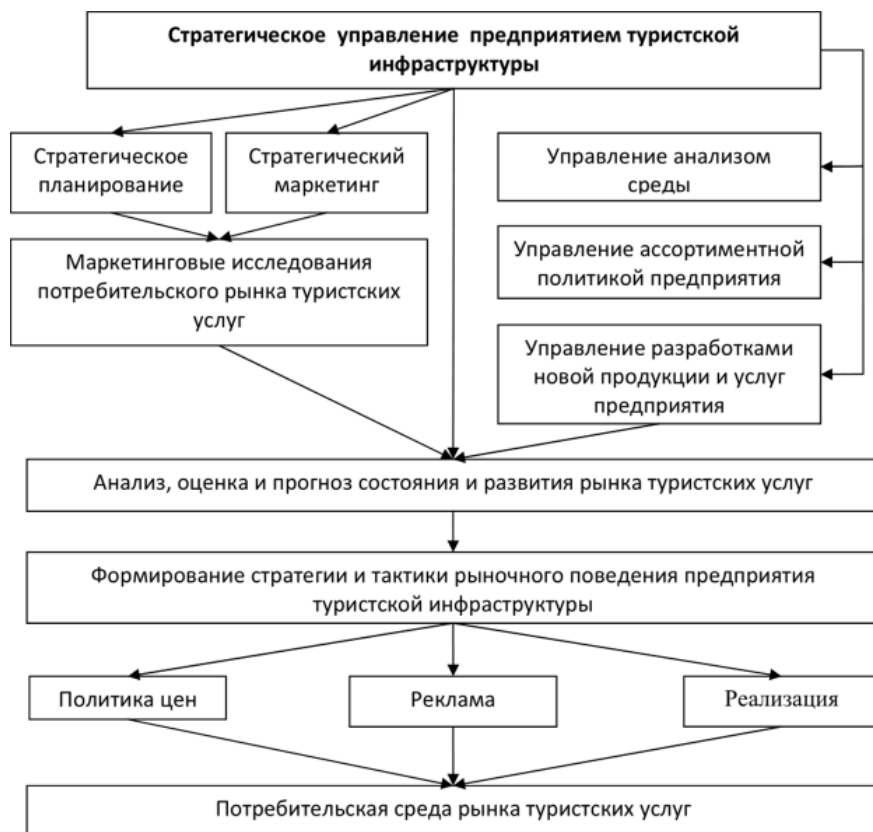 Стратегическое управление предприятием туристской
инфраструктуры
Стратегическое
планирование
Стратегический
маркетинг
Управление анализом
среды
Маркетинговые исследования
потребительского рынка туристских
услуг
Управление ассортиментной
политикой предприятия
Управление разработками
новой продукции и услуг
предприятия
Анализ, оценка и прогноз состояния и развития рынка туристских услуг
Формирование стратегии и тактики рыночного поведения предприятия
туристской инфраструктуры
Политика цен
Реклама
Реализация
Потребительская среда рынка туристских услуг